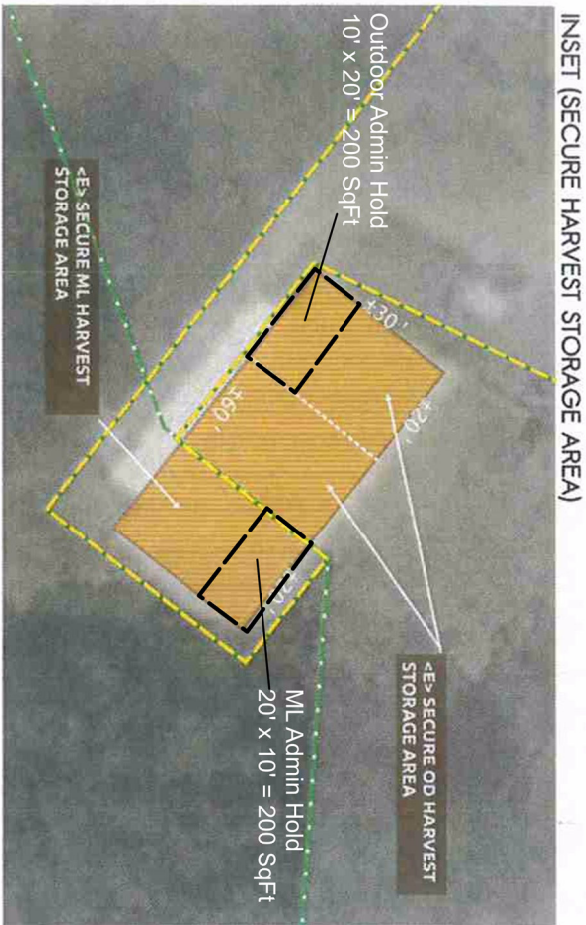 INSET (SECURE HARVEST STORAGE AREA)
Outdoor Admin Hold
10' x 20' = 200 SqFt
±30'
±20'
±60'
<E> SECURE OD HARVEST
STORAGE AREA
<E> SECURE ML HARVEST
STORAGE AREA
ML Admin Hold
20' x 10' = 200 SqFt